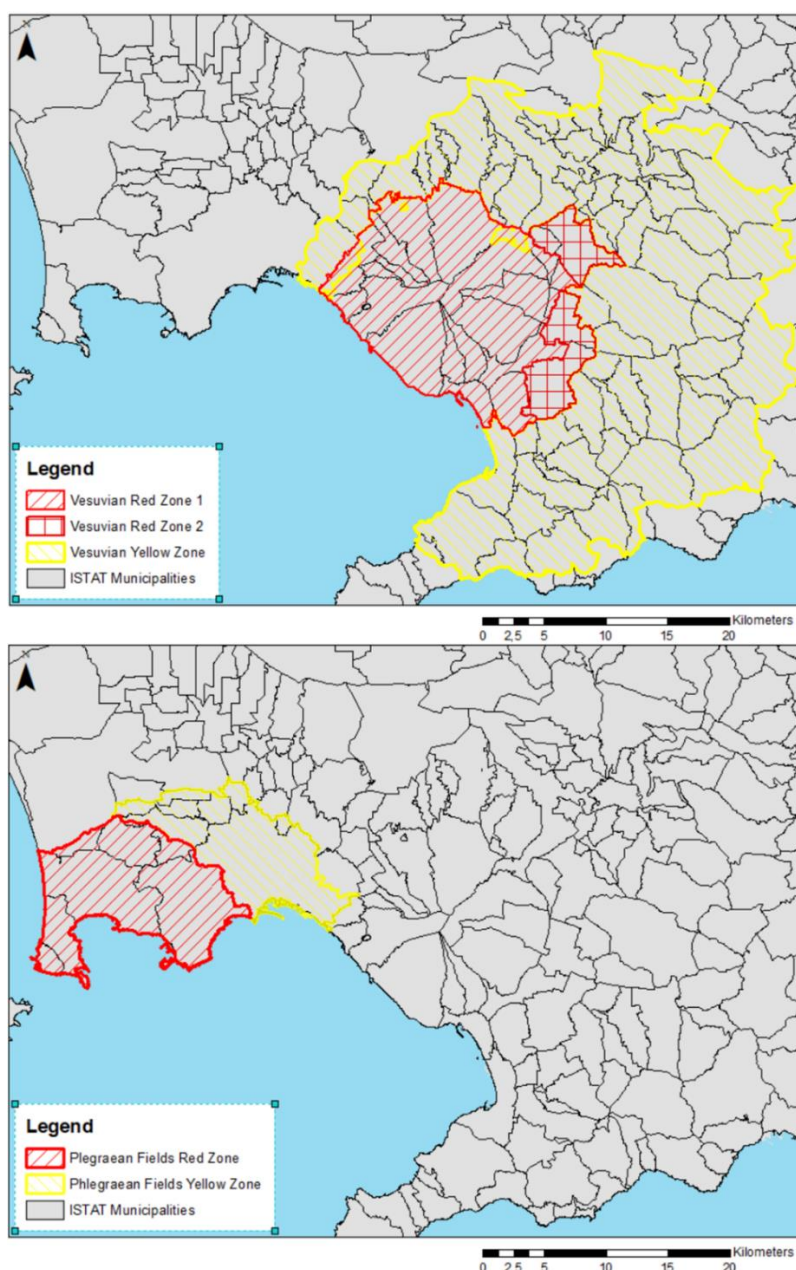 Legend
Vesuvian Red Zone 1
Vesuvian Red Zone 2
Vesuvian Yellow Zone
ISTAT Municipalities
Kilometers
0 2,5 5 10 15 20
Legend
Plegraean Fields Red Zone
Phlegraean Fields Yellow Zone
ISTAT Municipalities
Kilometers
0 2,5 5 10 15 20